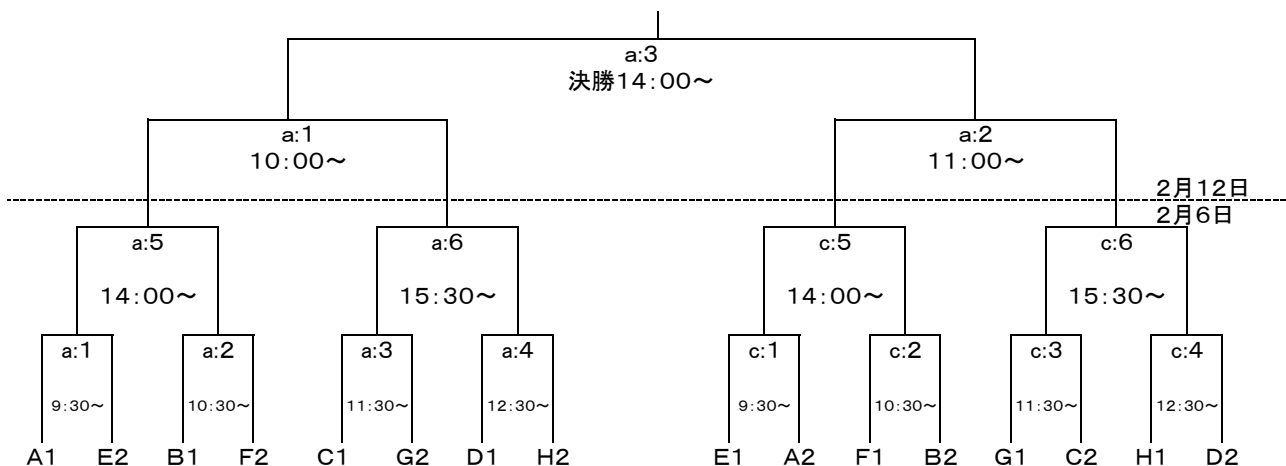 a:3
決勝14:00～
a:1 a:2
10:00～ 11:00～
2月12日
2月6日
a:5 a:6 c:5 c:6
14:00～ 15:30～ 14:00～ 15:30～
a:1 a:2 a:3 a:4 c:1 c:2 c:3 c:4
9:30～ 10:30～ 11:30～ 12:30～ 9:30～ 10:30～ 11:30～ 12:30～
A1 E2 B1 F2 C1 G2 D1 H2 E1 A2 F1 B2 G1 C2 H1 D2